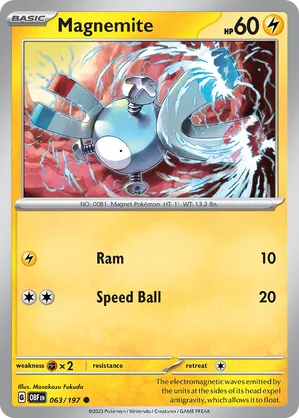 BASIC
Magnemite
HP 60
NO. 0081 Magnet Pokémon HT: 1' WT: 13.2 lbs.
Ram 10
Speed Ball 20
Illus. Masakazu Fukuda
weakness ×2 resistance retreat
The electromagnetic waves emitted by
the units at the sides of its head expel
antigravity, which allows it to float.
G OBF EN 063/197
©2023 Pokémon / Nintendo / Creatures / GAME FREAK